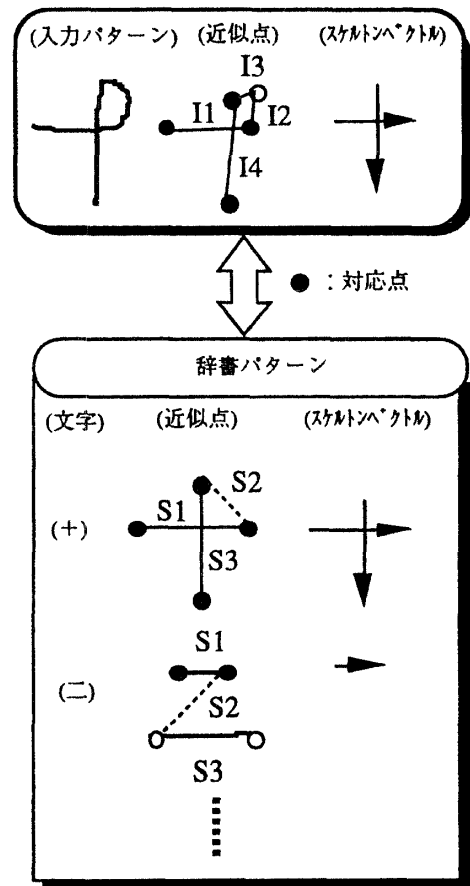 (入力パターン) (近似点) (スケルトンベクトル)
I3
I1 I2
I4
● : 対応点
辞書パターン
(文字) (近似点) (スケルトンベクトル)
S2
S1
(十)
S3
S1
(二)
S2
S3